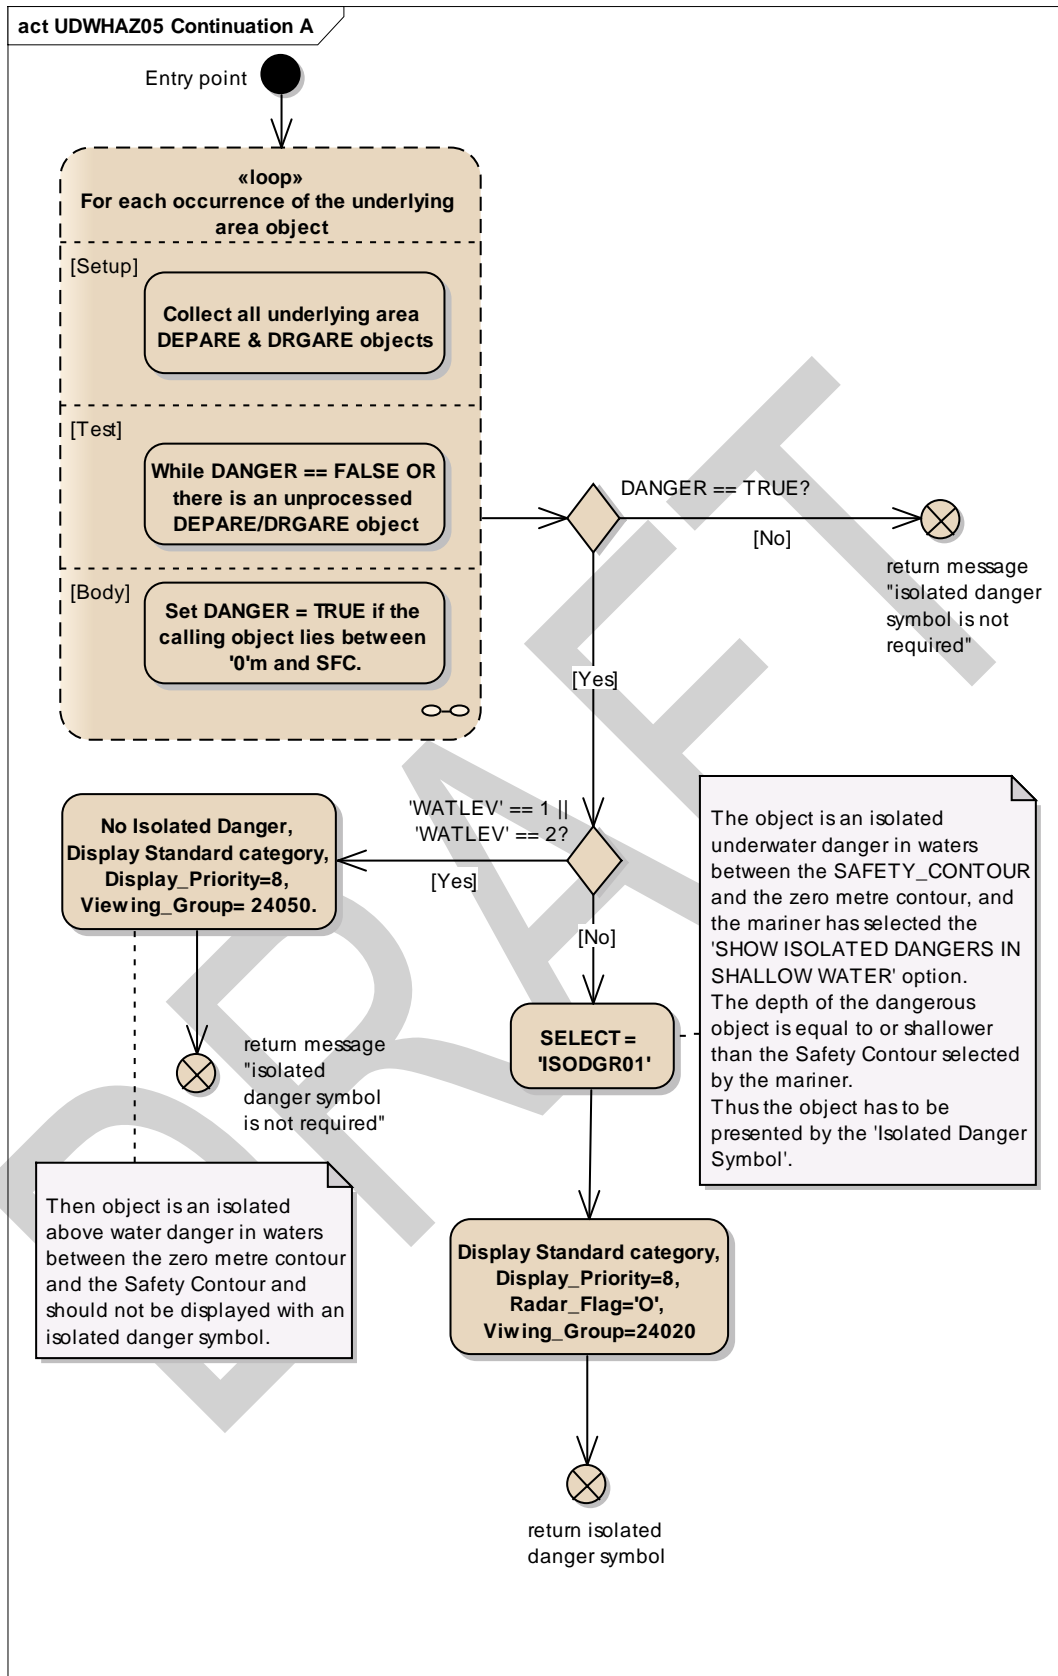 act UDWHAZ05 Continuation A
Entry point
«loop»
For each occurrence of the underlying
area object
[Setup]
Collect all underlying area
DEPARE & DRGARE objects
[Test]
While DANGER == FALSE OR
there is an unprocessed
DEPARE/DRGARE object
[Body]
Set DANGER = TRUE if the
calling object lies between
'0'm and SFC.
DANGER == TRUE?
[No]
return message
"isolated danger
symbol is not
required"
[Yes]
'WATLEV' == 1 ||
'WATLEV' == 2?
[Yes]
No Isolated Danger,
Display Standard category,
Display_Priority=8,
Viewing_Group= 24050.
return message
"isolated
danger symbol
is not required"
Then object is an isolated
above water danger in waters
between the zero metre contour
and the Safety Contour and
should not be displayed with an
isolated danger symbol.
[No]
SELECT =
'ISODGR01'
The object is an isolated
underwater danger in waters
between the SAFETY_CONTOUR
and the zero metre contour, and
the mariner has selected the
'SHOW ISOLATED DANGERS IN
SHALLOW WATER' option.
The depth of the dangerous
object is equal to or shallower
than the Safety Contour selected
by the mariner.
Thus the object has to be
presented by the 'Isolated Danger
Symbol'.
Display Standard category,
Display_Priority=8,
Radar_Flag='O',
Viwing_Group=24020
return isolated
danger symbol
DRAFT